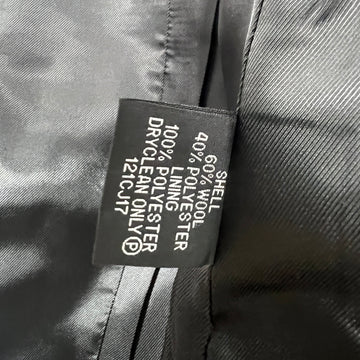 SHELL
60% WOOL
40% POLYESTER
LINING
100% POLYESTER
DRYCLEAN ONLY Ⓟ
121CJ17